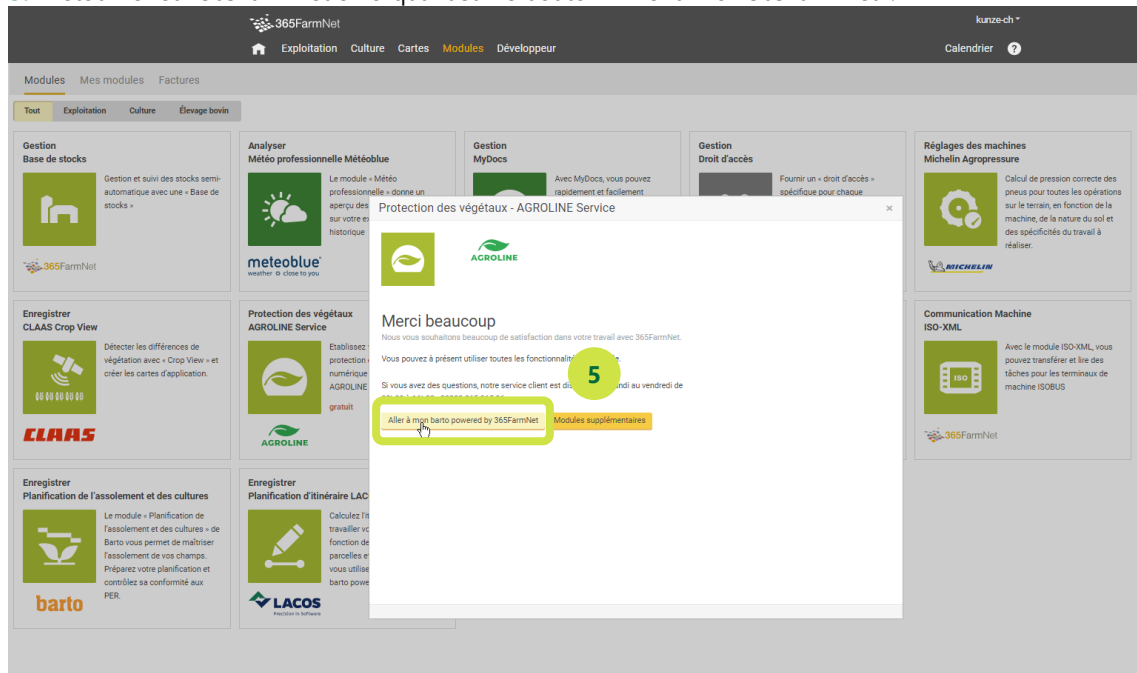 365FarmNet
kunze-ch
Exploitation Culture Cartes Modules Développeur
Calendrier ?
Modules Mes modules Factures
Tout Exploitation Culture Élevage bovin
Gestion
Base de stocks
Gestion et suivi des stocks semi-
automatique avec une « Base de
stocks »
365FarmNet
Analyser
Météo professionnelle Météoblue
Le module « Météo
professionnelle » donne un
aperçu des
sur votre
historique
meteoblue
weather close to you
Gestion
MyDocs
Avec MyDocs, vous pouvez
rapidement et facilement
Gestion
Droit d'accès
Fournir un « droit d'accès »
spécifique pour chaque
Réglages des machines
Michelin Agropressure
Calcul de pression correcte des
pneus pour toutes les opérations
sur le terrain, en fonction de la
machine, de la nature du sol et
des spécificités du travail à
réaliser.
MICHELIN
Protection des végétaux - AGROLINE Service ×
AGROLINE
Merci beaucoup
Nous vous souhaitons beaucoup de satisfaction dans votre travail avec 365FarmNet.
Vous pouvez à présent utiliser toutes les
Si vous avez des questions, notre service client est au vendredi de
5
Aller à mon barto powered by 365FarmNet
Modules supplémentaires
Enregistrer
CLAAS Crop View
Détecter les différences de
végétation avec « Crop View » et
créer les cartes d'application.
CLAAS
Protection des végétaux
AGROLINE Service
Etablissez
protection
numérique
AGROLINE
gratuit
AGROLINE
Communication Machine
ISO-XML
Avec le module ISO-XML, vous
pouvez transférer et lire des
tâches pour les terminaux de
machine ISOBUS
ISO
365FarmNet
Enregistrer
Planification de l'assolement et des cultures
Le module « Planification de
l'assolement et des cultures » de
Barto vous permet de maîtriser
l'assolement de vos champs.
Préparez votre planification et
contrôlez sa conformité aux
PER.
barto
Enregistrer
Planification d'itinéraire LAC
Calculez
travailler
fonction de
parcelles
vous utilise
barto powe
LACOS
Precision in Software